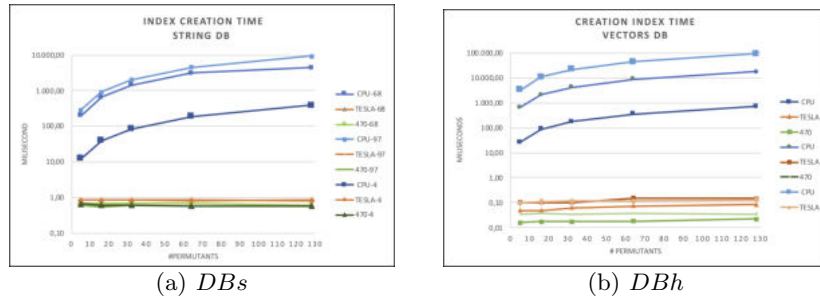 INDEX CREATION TIME
STRING DB
10.000,00
1.000,00
100,00
10,00
1,00
0,10
MILISECOND
0 10 20 30 40 50 60 70 80 90 100 110 120 130
#PERMUTANTS
CPU-68
TESLA-68
470-68
CPU-97
TESLA-97
470-97
CPU-4
TESLA-4
470-4
(a) DBs
CREATION INDEX TIME
VECTORS DB
100.000,00
10.000,00
1.000,00
100,00
10,00
1,00
0,10
0,01
MILISECONDS
0 10 20 30 40 50 60 70 80 90 100 110 120 130
# PERMUTANTS
CPU
TESLA
470
CPU
TESLA
470
CPU
TESLA
(b) DBh